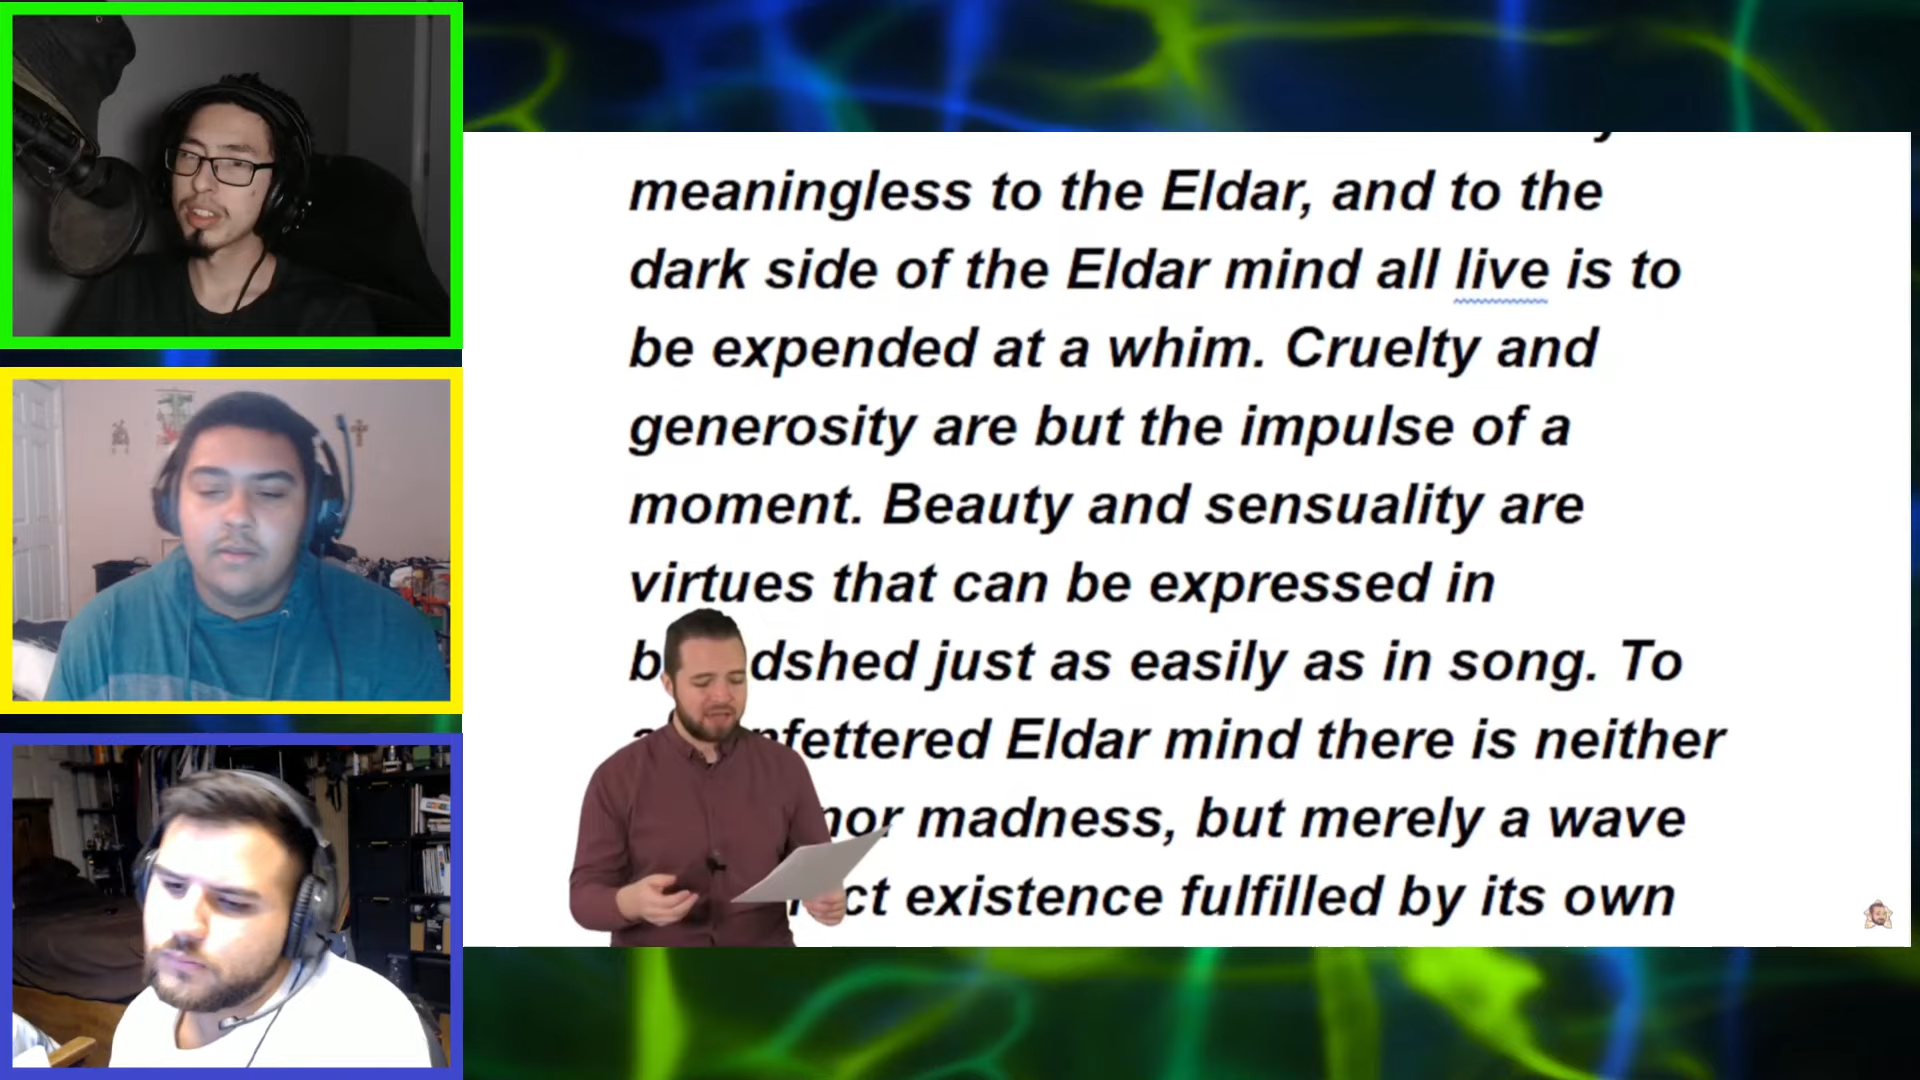 meaningless to the Eldar, and to the
dark side of the Eldar mind all live is to
be expended at a whim. Cruelty and
generosity are but the impulse of a
moment. Beauty and sensuality are
virtues that can be expressed in
just as easily as in song. To
Eldar mind there is neither
nor madness, but merely a wave
existence fulfilled by its own